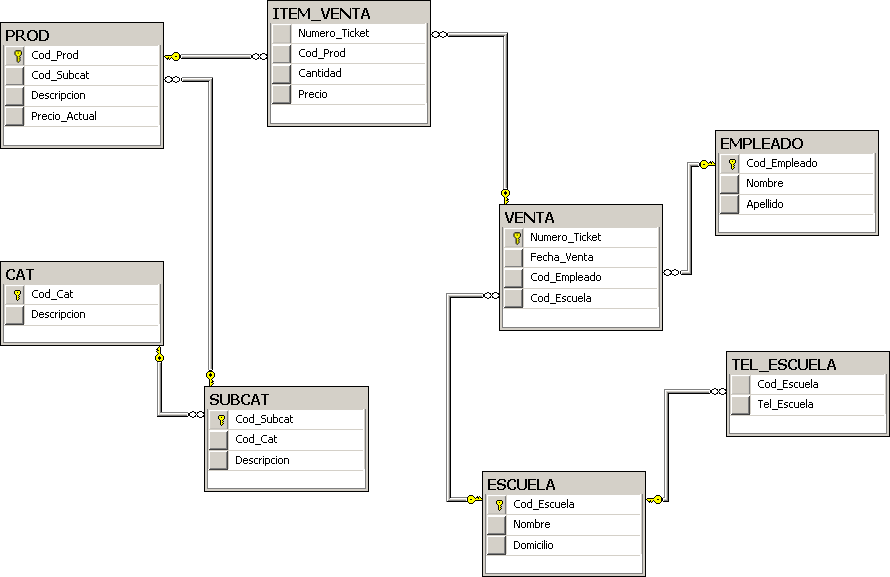 PROD
Cod_Prod
Cod_Subcat
Descripcion
Precio_Actual
ITEM_VENTA
Numero_Ticket
Cod_Prod
Cantidad
Precio
EMPLEADO
Cod_Empleado
Nombre
Apellido
VENTA
Numero_Ticket
Fecha_Venta
Cod_Empleado
Cod_Escuela
CAT
Cod_Cat
Descripcion
SUBCAT
Cod_Subcat
Cod_Cat
Descripcion
TEL_ESCUELA
Cod_Escuela
Tel_Escuela
ESCUELA
Cod_Escuela
Nombre
Domicilio